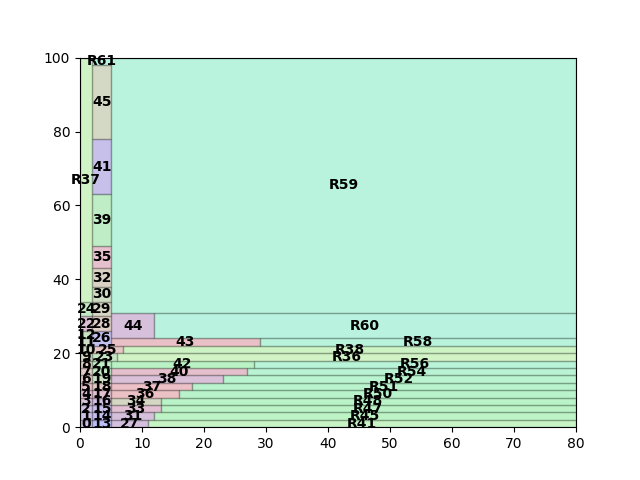 100
R61
45
80
41
R37
39
R59
60
35
32
40
30
24 29
22 28 44 R60
12 26
11 43 R58
10 25 R38
20
9 23 R36
8 21 42 R56
7 20 40 R54
6 19 38 R52
5 18 37 R51
4 17 36 R50
3 16 34 R48
2 15 33 R47
1 14 31 R45
0 0 13 27 R41
0 10 20 30 40 50 60 70 80